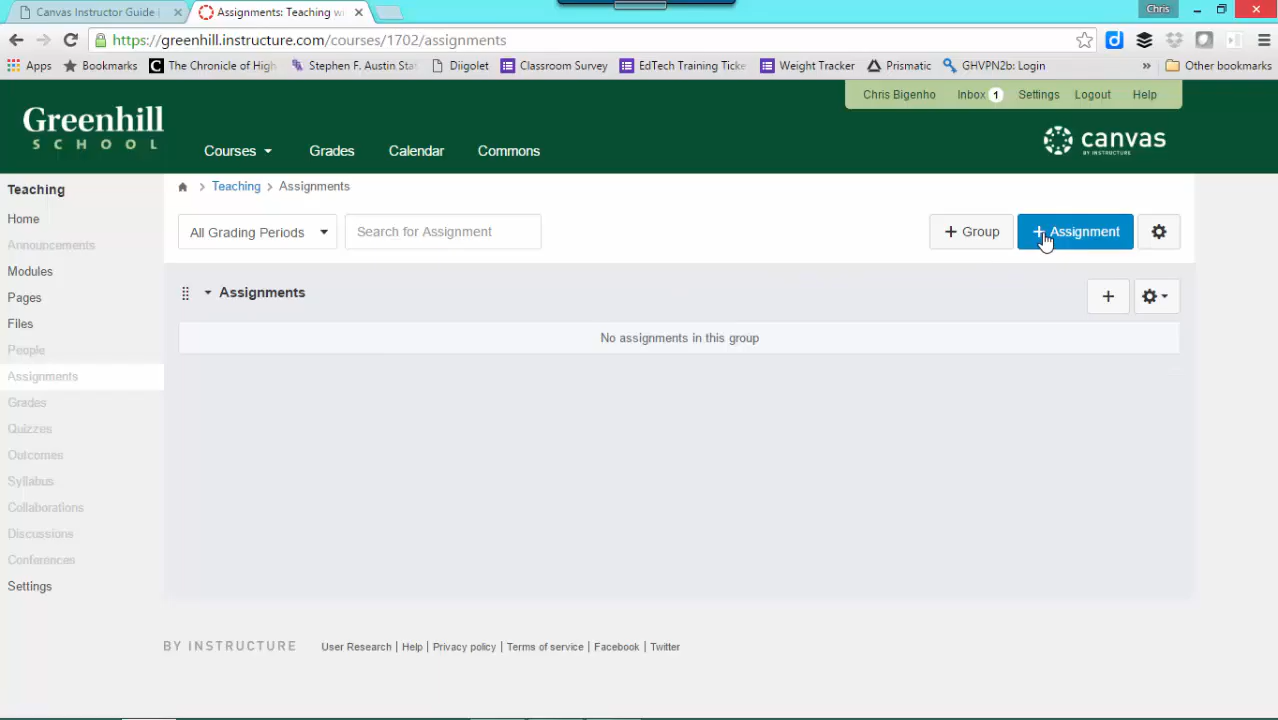 Canvas Instructor Guide
Assignments: Teaching wi
Chris
https://greenhill.instructure.com/courses/1702/assignments
Apps
Bookmarks
The Chronicle of High
Stephen F. Austin Sta
Diigolet
Classroom Survey
EdTech Training Ticke
Weight Tracker
Prismatic
GHVPN2b: Login
»
Other bookmarks
Chris Bigenho
Inbox 1
Settings
Logout
Help
Greenhill
SCHOOL
Courses
Grades
Calendar
Commons
canvas
BY INSTRUCTURE
Teaching
Home
Announcements
Modules
Pages
Files
People
Assignments
Grades
Quizzes
Outcomes
Syllabus
Collaborations
Discussions
Conferences
Settings
Teaching > Assignments
All Grading Periods
Search for Assignment
+ Group
+ Assignment
Assignments
+
No assignments in this group
BY INSTRUCTURE
User Research | Help | Privacy policy | Terms of service | Facebook | Twitter